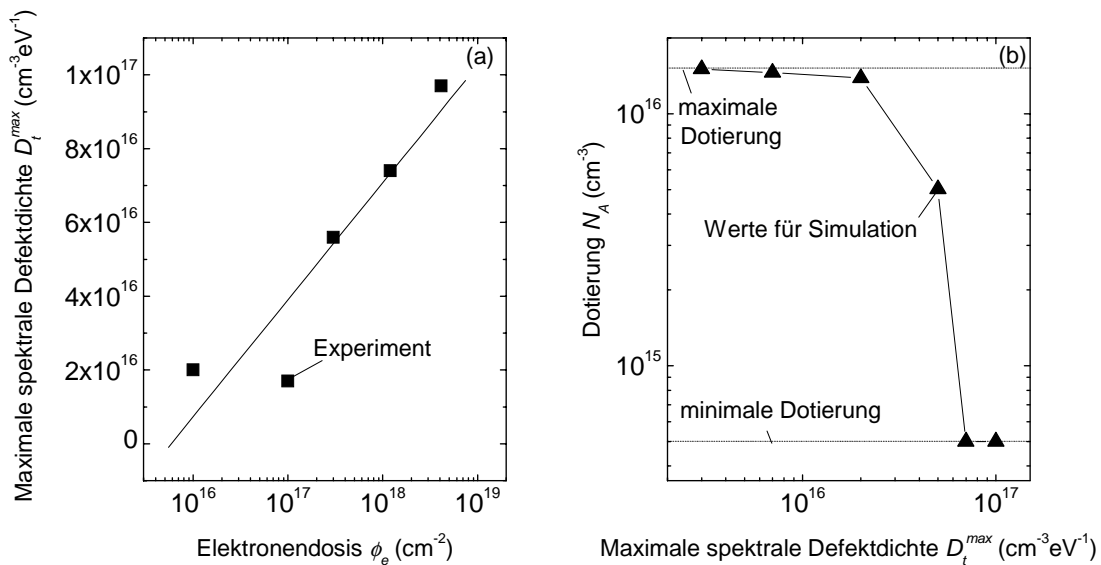 Maximale spektrale Defektdichte D_t^max (cm^-3eV^-1)
(a)
1x10^17
8x10^16
6x10^16
4x10^16
2x10^16
0
Experiment
10^16 10^17 10^18 10^19
Elektronendosis ϕ_e (cm^-2)
Dotierung N_A (cm^-3)
(b)
10^16
10^15
maximale
Dotierung
Werte für Simulation
minimale Dotierung
10^16 10^17
Maximale spektrale Defektdichte D_t^max (cm^-3eV^-1)